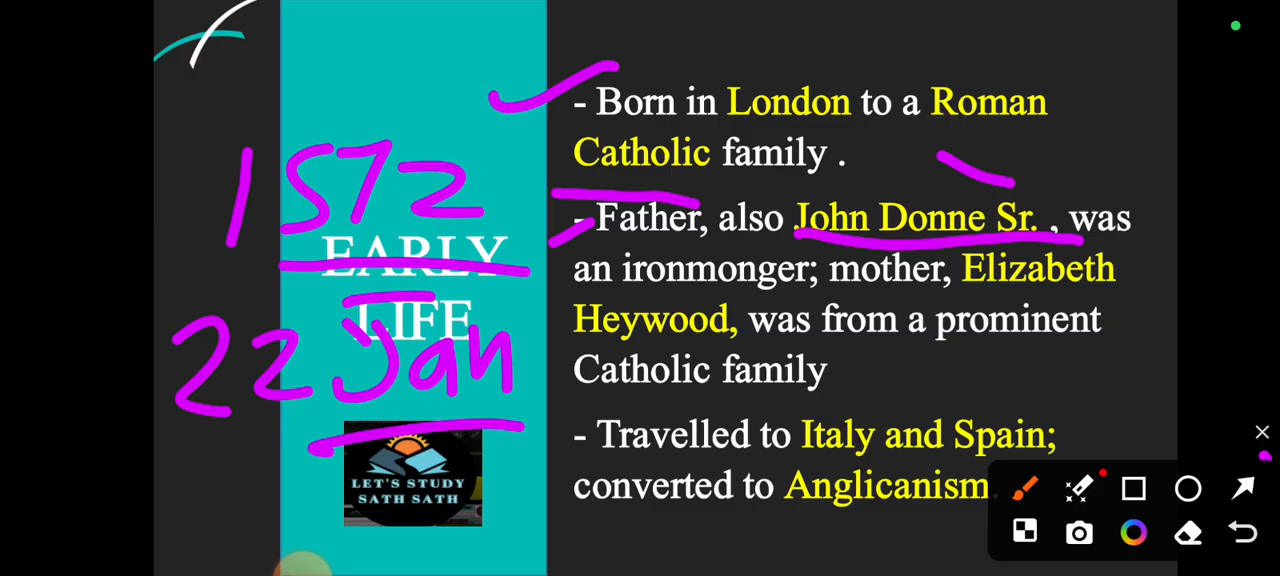 1572
EARLY
LIFE
22 Jan
LET'S STUDY
SATH SATH
- Born in London to a Roman
Catholic family .
- Father, also John Donne Sr. , was
an ironmonger; mother, Elizabeth
Heywood, was from a prominent
Catholic family
- Travelled to Italy and Spain;
converted to Anglicanism.